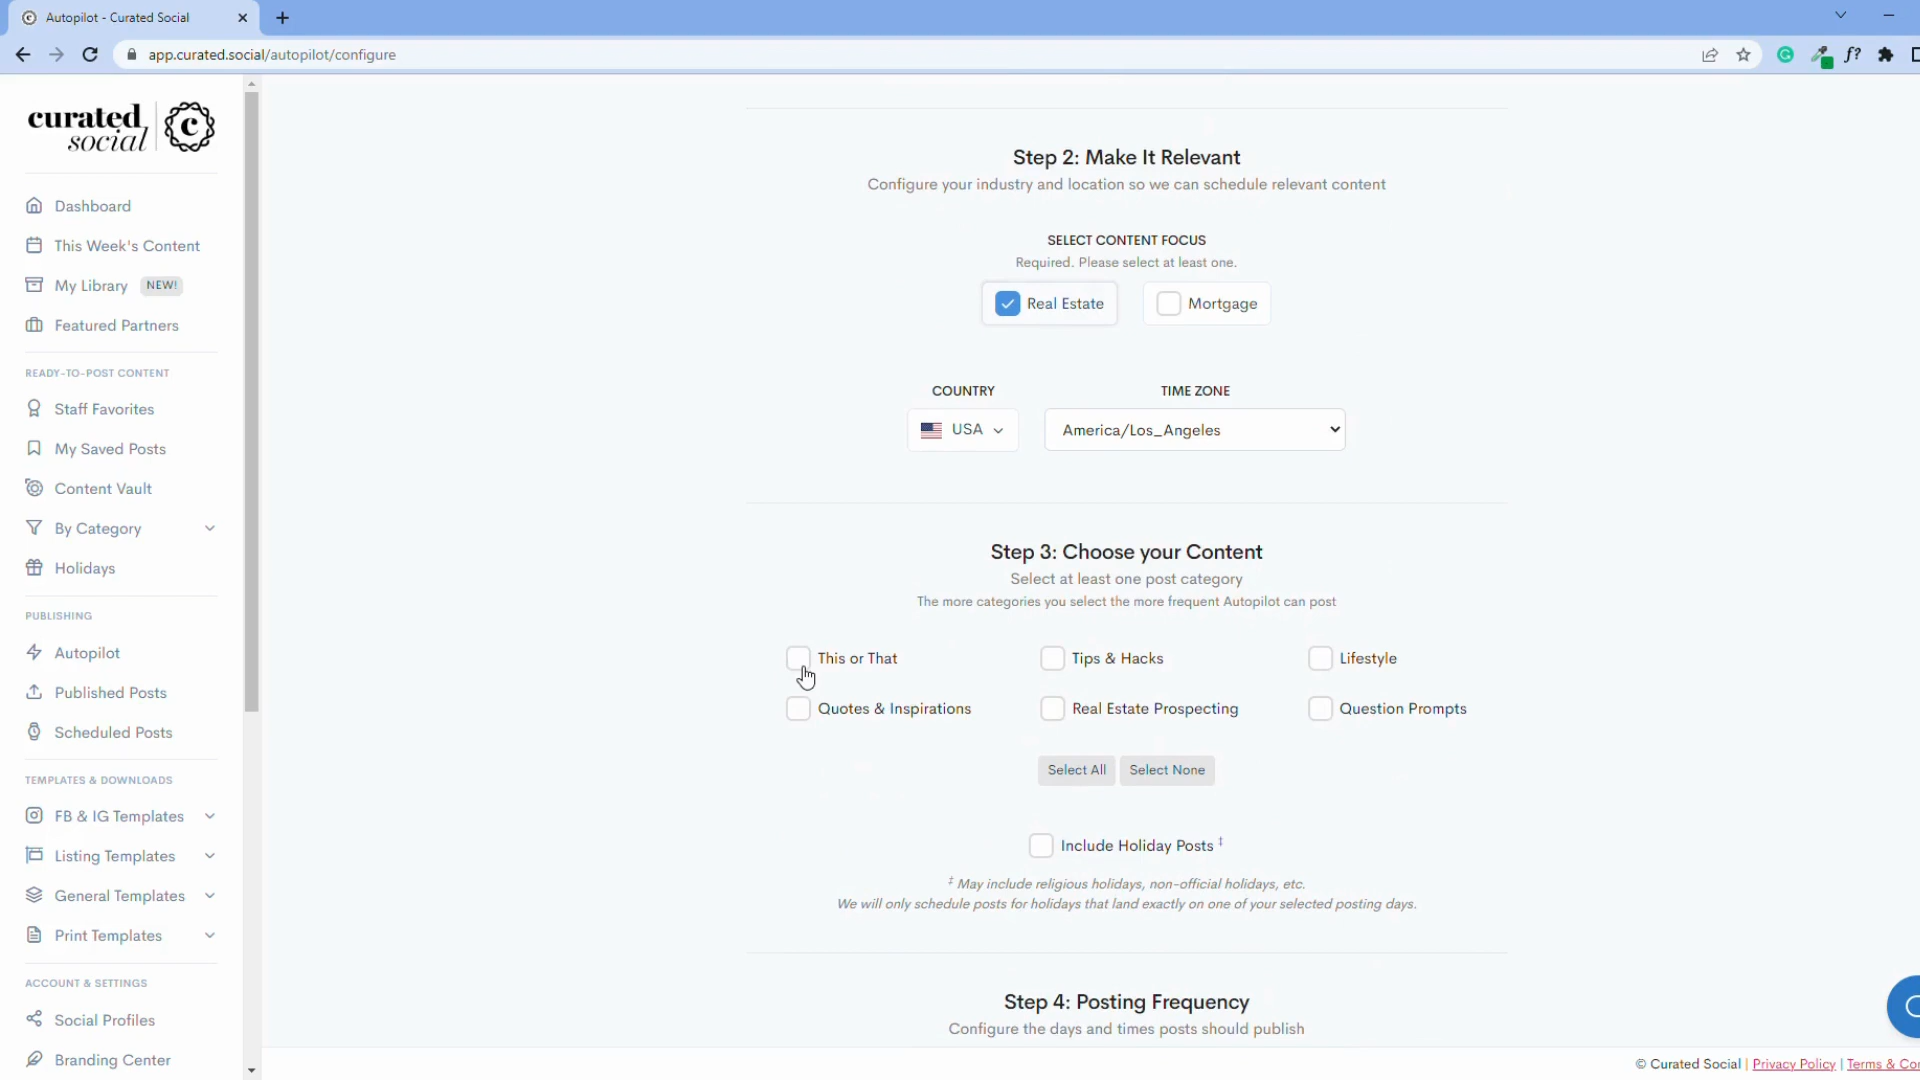 Autopilot - Curated Social
app.curated.social/autopilot/configure
f?
curated
social
c
Dashboard
This Week's Content
My Library NEW!
Featured Partners
READY-TO-POST CONTENT
Staff Favorites
My Saved Posts
Content Vault
By Category
Holidays
PUBLISHING
Autopilot
Published Posts
Scheduled Posts
TEMPLATES & DOWNLOADS
FB & IG Templates
Listing Templates
General Templates
Print Templates
ACCOUNT & SETTINGS
Social Profiles
Branding Center
Step 2: Make It Relevant
Configure your industry and location so we can schedule relevant content
SELECT CONTENT FOCUS
Required. Please select at least one.
Real Estate Mortgage
COUNTRY TIME ZONE
USA America/Los_Angeles
Step 3: Choose your Content
Select at least one post category
The more categories you select the more frequent Autopilot can post
This or That Tips & Hacks Lifestyle
Quotes & Inspirations Real Estate Prospecting Question Prompts
Select All Select None
Include Holiday Posts ‡
‡ May include religious holidays, non-official holidays, etc.
We will only schedule posts for holidays that land exactly on one of your selected posting days.
Step 4: Posting Frequency
Configure the days and times posts should publish
© Curated Social | Privacy Policy | Terms & Con